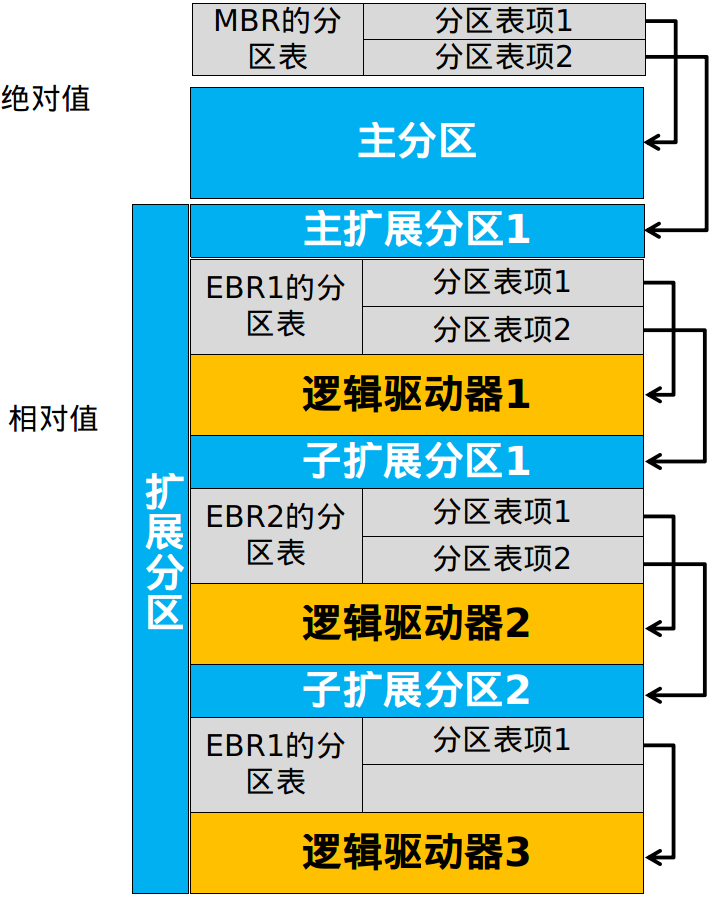 MBR的分
区表
分区表项1
分区表项2
绝对值
主分区
主扩展分区1
EBR1的分
区表
分区表项1
分区表项2
逻辑驱动器1
相对值
子扩展分区1
扩展分区
EBR2的分
区表
分区表项1
分区表项2
逻辑驱动器2
子扩展分区2
EBR1的分
区表
分区表项1
逻辑驱动器3